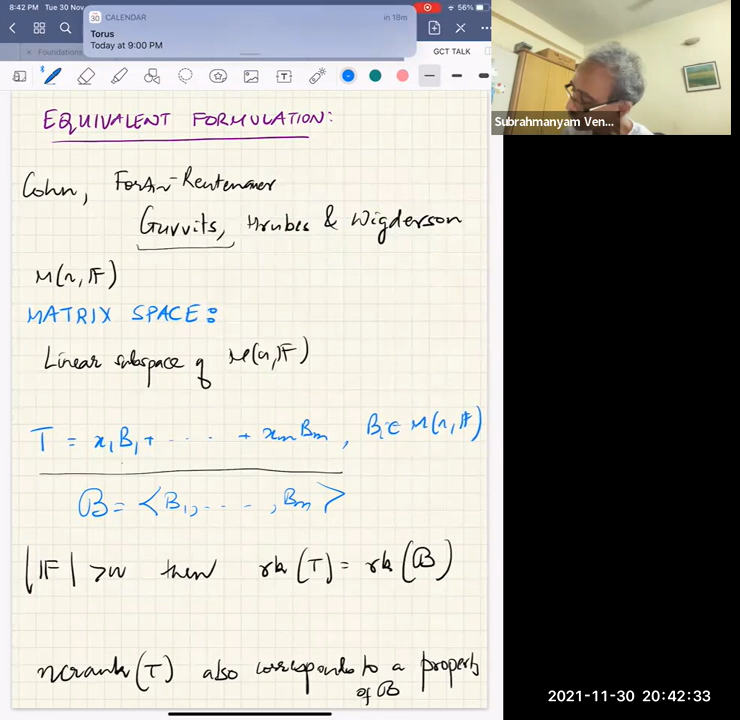 8:42 PM Tue 30 Nov
56%
30 CALENDAR
in 18m
Torus
Today at 9:00 PM
Foundations
GCT TALK
EQUIVALENT FORMULATION:
Cohn, Fortin-Reutenauer
Gurvits, Hrubes & Wigderson
M(n, 𝔽)
MATRIX SPACE:
Linear subspace of M(n, 𝔽)
T = x₁B₁ + ...... + xₘBₘ, Bᵢ ∈ M(n, 𝔽)
ℬ = <B₁, ...., Bₘ>
|𝔽| > n then rk(T) = rk(ℬ)
ncrank(T) also corresponds to a property
of ℬ
Subrahmanyam Ven...
2021-11-30 20:42:33